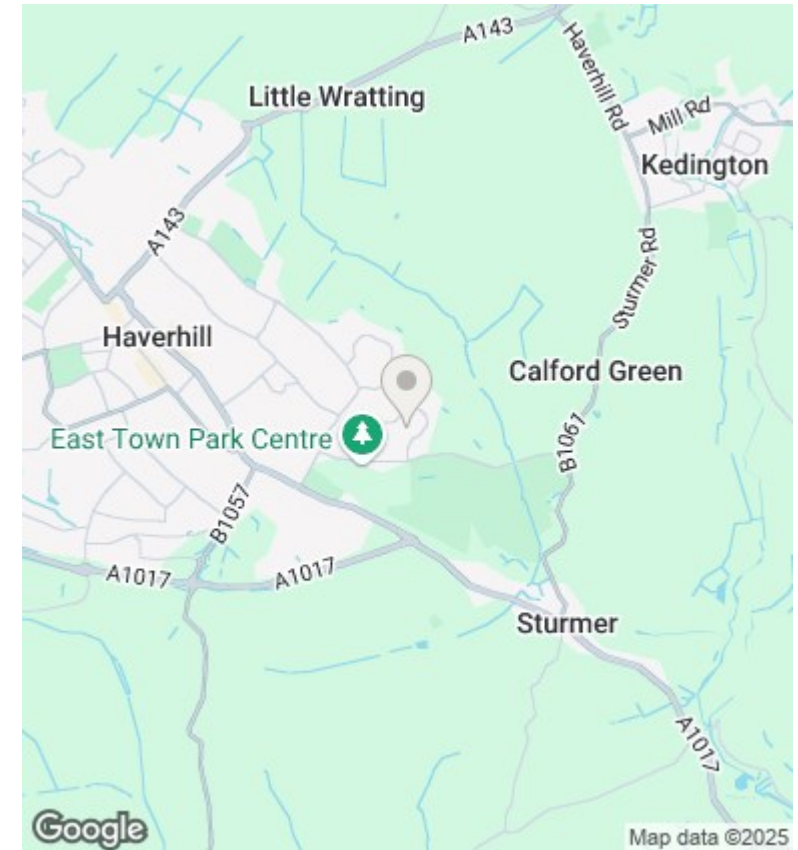 A143
Haverhill Rd
Little Wratting
Mill Rd
Kedington
A143
Sturmer Rd
Haverhill
Calford Green
East Town Park Centre
B1061
B1057
A1017
A1017
Sturmer
A1017
Google
Map data ©2025